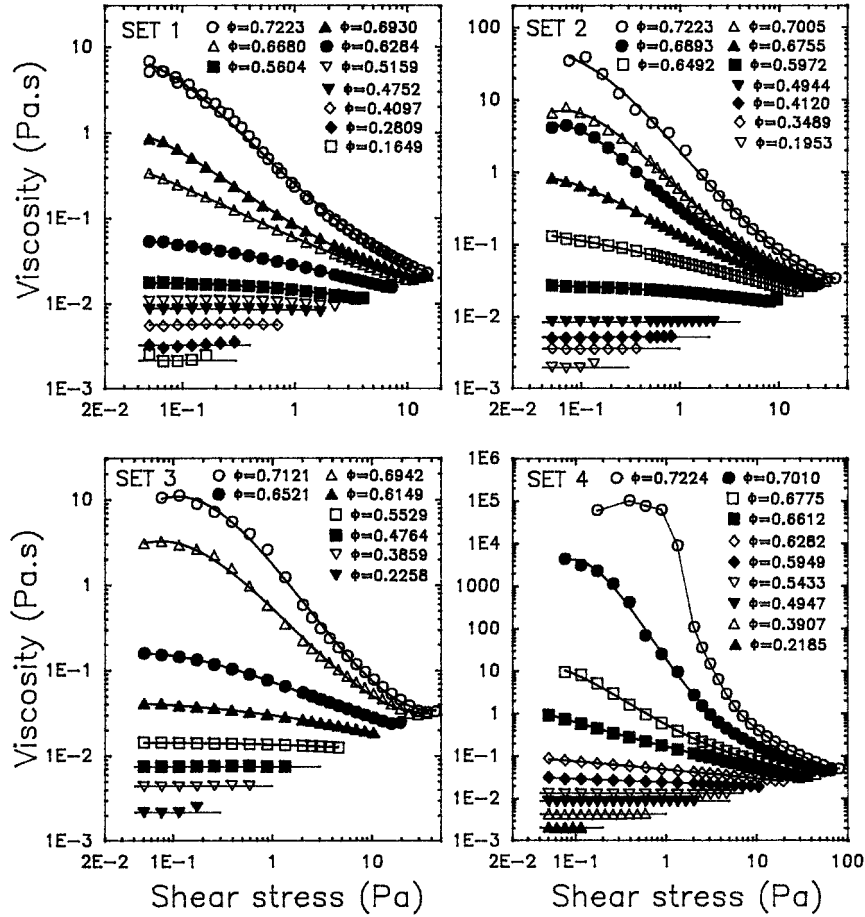 SET 1
ϕ=0.7223 ϕ=0.6930
ϕ=0.6680 ϕ=0.6284
ϕ=0.5604 ϕ=0.5159
ϕ=0.4752
ϕ=0.4097
ϕ=0.2809
ϕ=0.1649
10
1
1E-1
1E-2
1E-3
2E-2 1E-1 1 10
Viscosity (Pa.s)
SET 2
ϕ=0.7223 ϕ=0.7005
ϕ=0.6893 ϕ=0.6755
ϕ=0.6492 ϕ=0.5972
ϕ=0.4944
ϕ=0.4120
ϕ=0.3489
ϕ=0.1953
100
10
1
1E-1
1E-2
1E-3
2E-2 1E-1 1 10
SET 3
ϕ=0.7121 ϕ=0.6942
ϕ=0.6521 ϕ=0.6149
ϕ=0.5529
ϕ=0.4764
ϕ=0.3859
ϕ=0.2258
10
1
1E-1
1E-2
1E-3
2E-2 1E-1 1 10
Viscosity (Pa.s)
Shear stress (Pa)
SET 4
ϕ=0.7224 ϕ=0.7010
ϕ=0.6775
ϕ=0.6612
ϕ=0.6282
ϕ=0.5949
ϕ=0.5433
ϕ=0.4947
ϕ=0.3907
ϕ=0.2185
1E6
1E5
1E4
1000
100
10
1
1E-1
1E-2
1E-3
2E-2 1E-1 1 10 100
Shear stress (Pa)